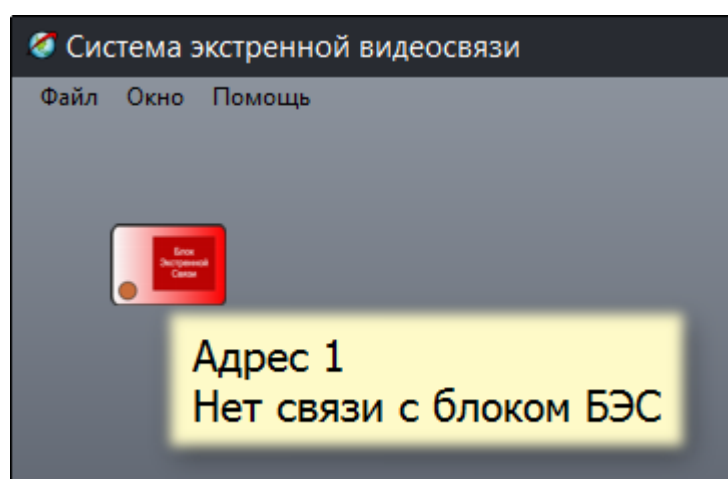 Система экстренной видеосвязи
Файл Окно Помощь
Блок
Экстренной
Связи
Адрес 1
Нет связи с блоком БЭС